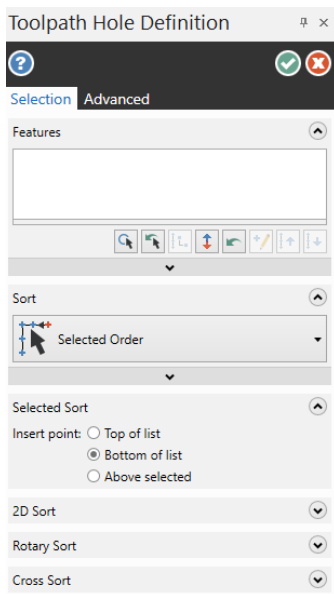 Toolpath Hole Definition
Selection Advanced
Features
Sort
Selected Order
Selected Sort
Insert point: Top of list
Bottom of list
Above selected
2D Sort
Rotary Sort
Cross Sort